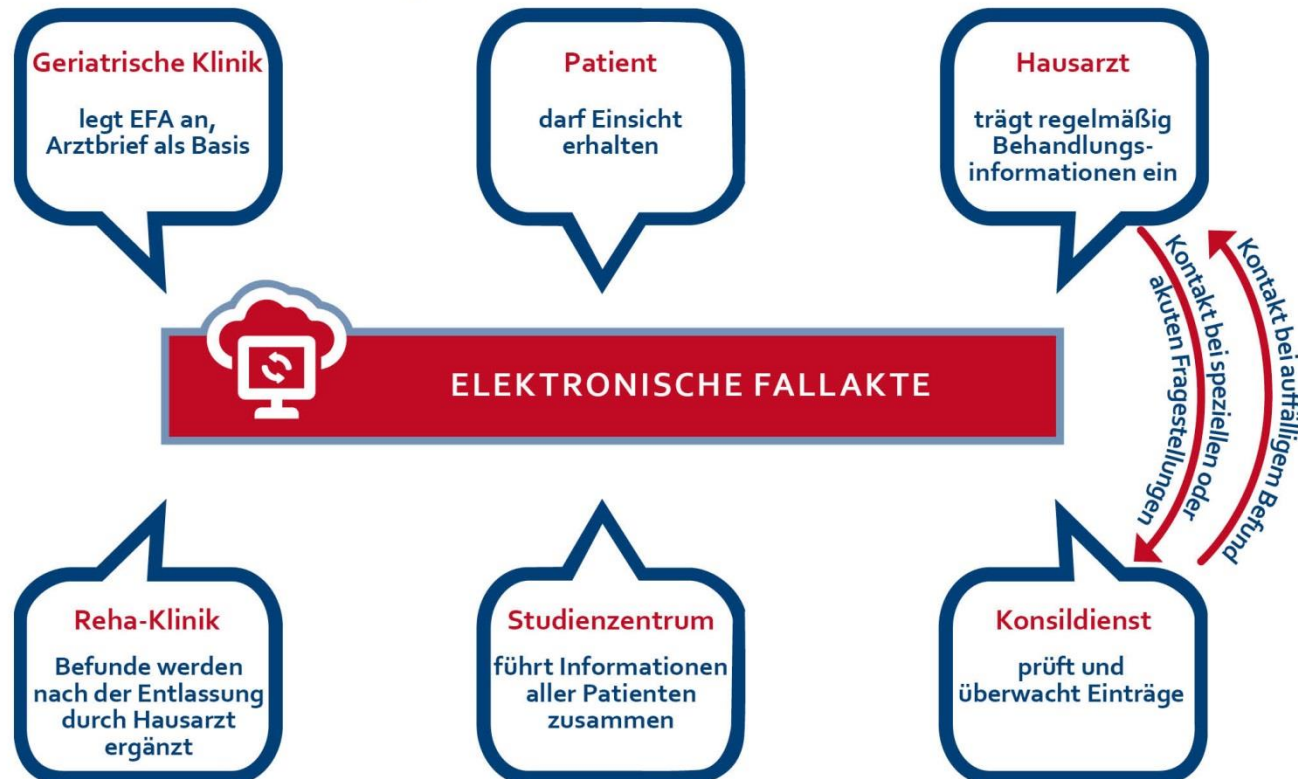 Geriatrische Klinik
legt EFA an,
Arztbrief als Basis
Patient
darf Einsicht
erhalten
Hausarzt
trägt regelmäßig
Behandlungs-
informationen ein
Kontakt bei speziellen oder
akuten Fragestellungen
Kontakt bei auffälligem Befund
ELEKTRONISCHE FALLAKTE
Reha-Klinik
Befunde werden
nach der Entlassung
durch Hausarzt
ergänzt
Studienzentrum
führt Informationen
aller Patienten
zusammen
Konsildienst
prüft und
überwacht Einträge